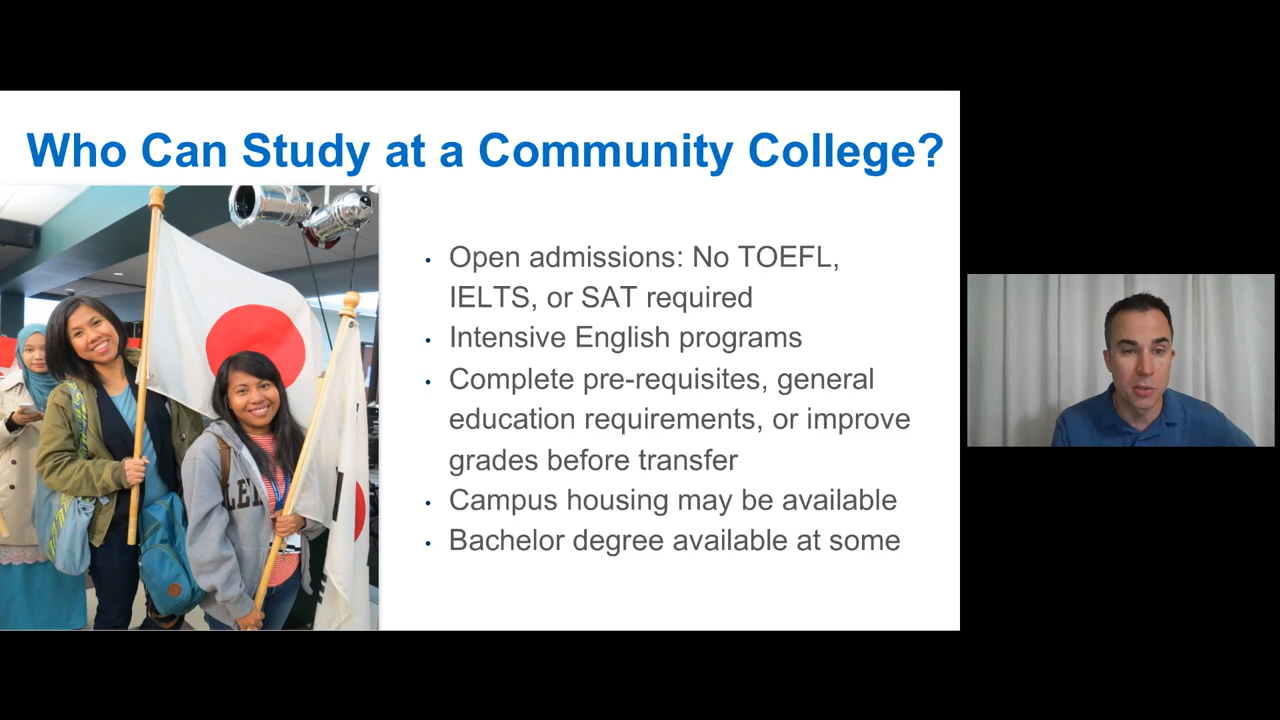 Who Can Study at a Community College?
• Open admissions: No TOEFL,
IELTS, or SAT required
• Intensive English programs
• Complete pre-requisites, general
education requirements, or improve
grades before transfer
• Campus housing may be available
• Bachelor degree available at some